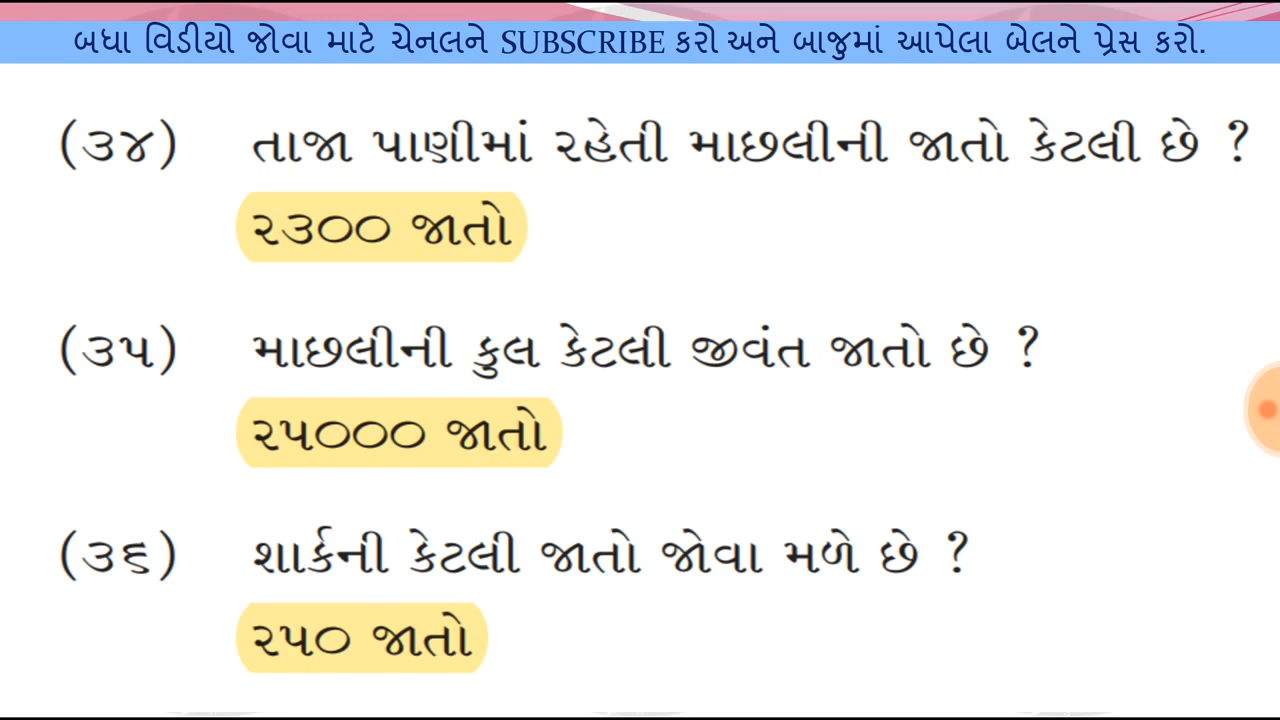 બધા વિડીયો જોવા માટે ચેનલને SUBSCRIBE કરો અને બાજુમાં આપેલા બેલને પ્રેસ કરો.
(૩૪) તાજા પાણીમાં રહેતી માછલીની જાતો કેટલી છે ?
૨૩૦૦ જાતો
(૩૫) માછલીની કુલ કેટલી જીવંત જાતો છે ?
૨૫૦૦૦ જાતો
(૩૬) શાર્કની કેટલી જાતો જોવા મળે છે ?
૨૫૦ જાતો